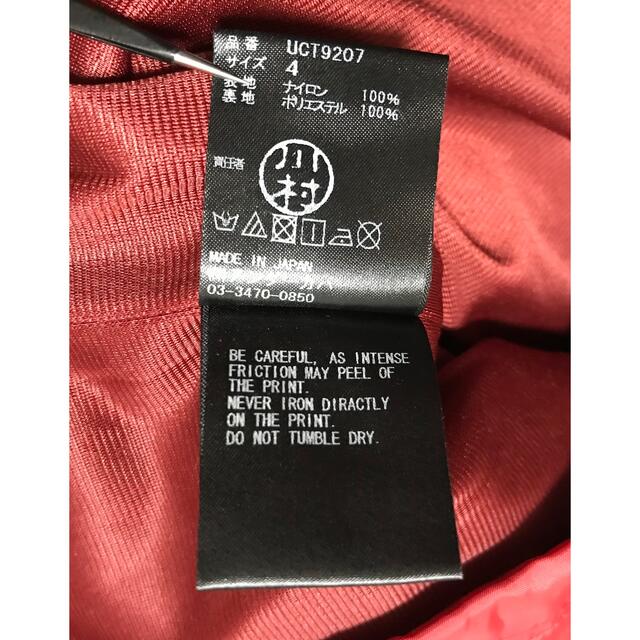 品番 UCT9207
サイズ 4
表地 ナイロン 100%
裏地 ポリエステル 100%
責任者
川村
MADE IN JAPAN
03-3470-0850
BE CAREFUL, AS INTENSE
FRICTION MAY PEEL OF
THE PRINT.
NEVER IRON DIRACTLY
ON THE PRINT.
DO NOT TUMBLE DRY.